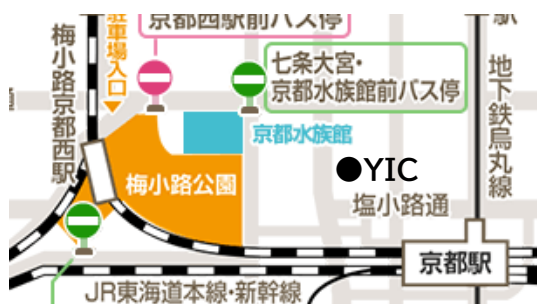 京都西駅前バス停
駅
駐車場入口
梅小路京都西駅
七条大宮・
京都水族館前バス停
地下鉄烏丸線
通
京都水族館
●YIC
梅小路公園
塩小路通
京都駅
JR東海道本線・新幹線